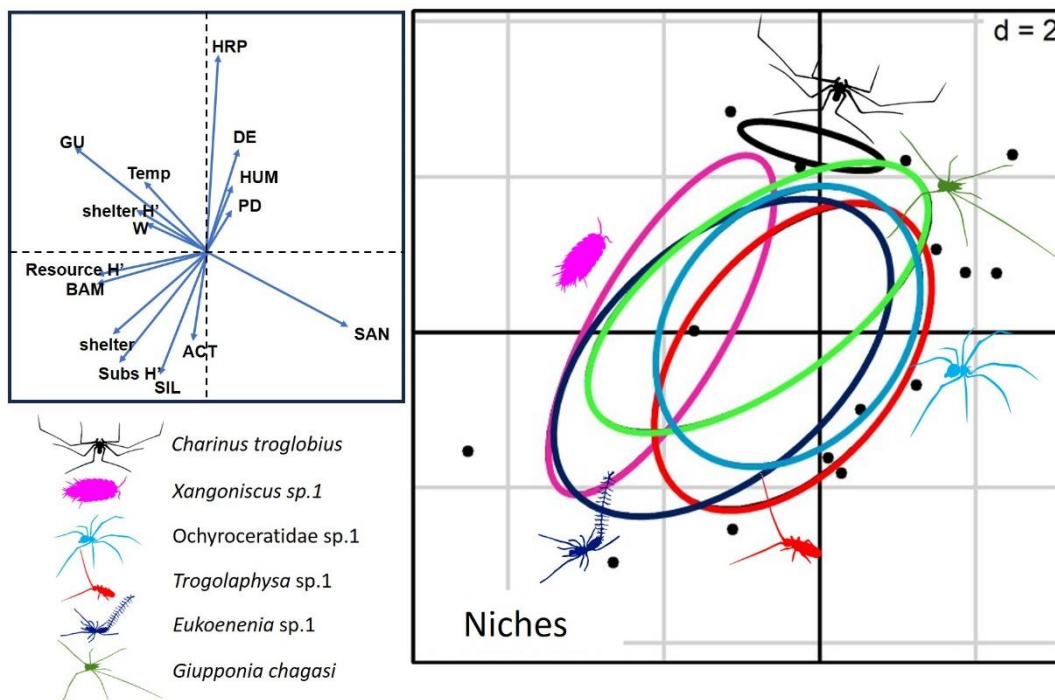 HRP
GU
DE
Temp
HUM
shelter H'
PD
W
Resource H'
BAM
SAN
shelter
ACT
Subs H'
SIL
d = 2
Niches
Charinus troglobius
Xangoniscus sp.1
Ochyroceratidae sp.1
Trogolaphysa sp.1
Eukoenenia sp.1
Giupponia chagasi